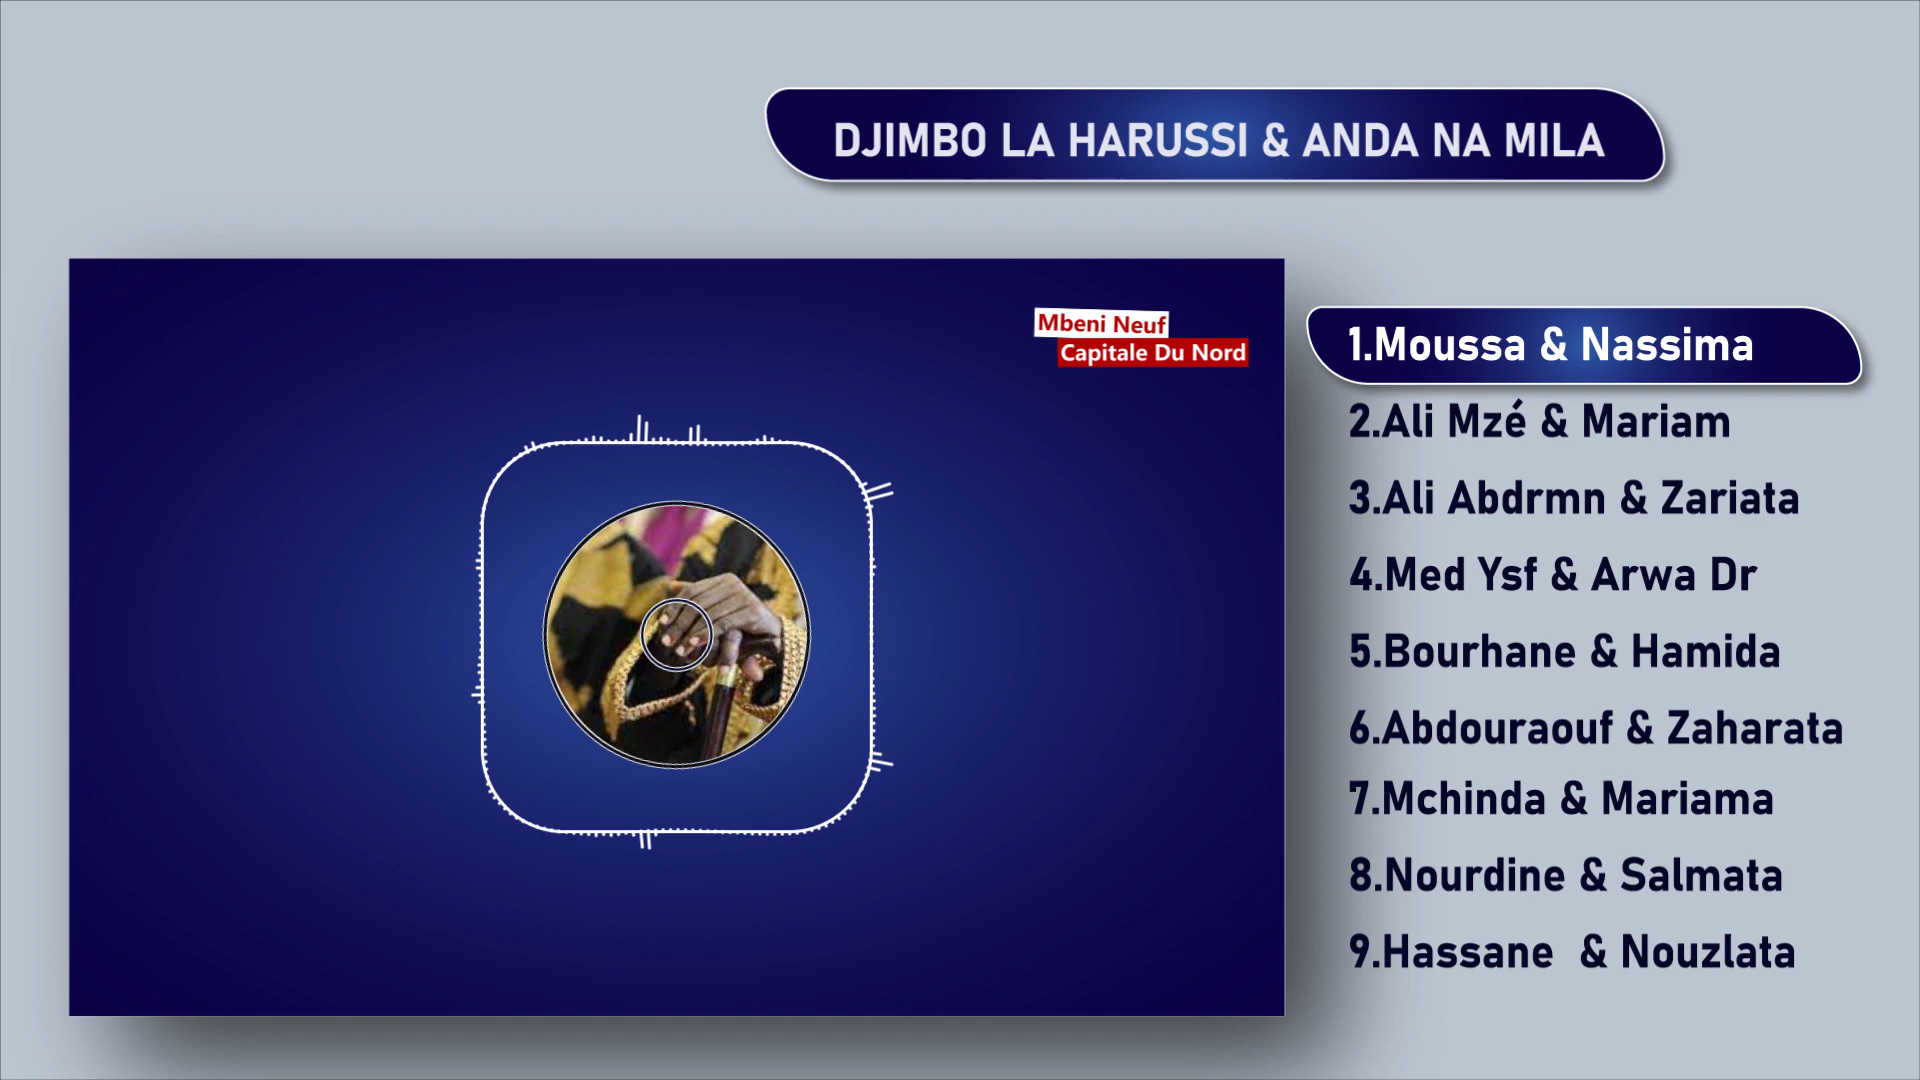 DJIMBO LA HARUSSI & ANDA NA MILA
Mbeni Neuf
Capitale Du Nord
1.Moussa & Nassima
2.Ali Mzé & Mariam
3.Ali Abdrmn & Zariata
4.Med Ysf & Arwa Dr
5.Bourhane & Hamida
6.Abdouraouf & Zaharata
7.Mchinda & Mariama
8.Nourdine & Salmata
9.Hassane & Nouzlata